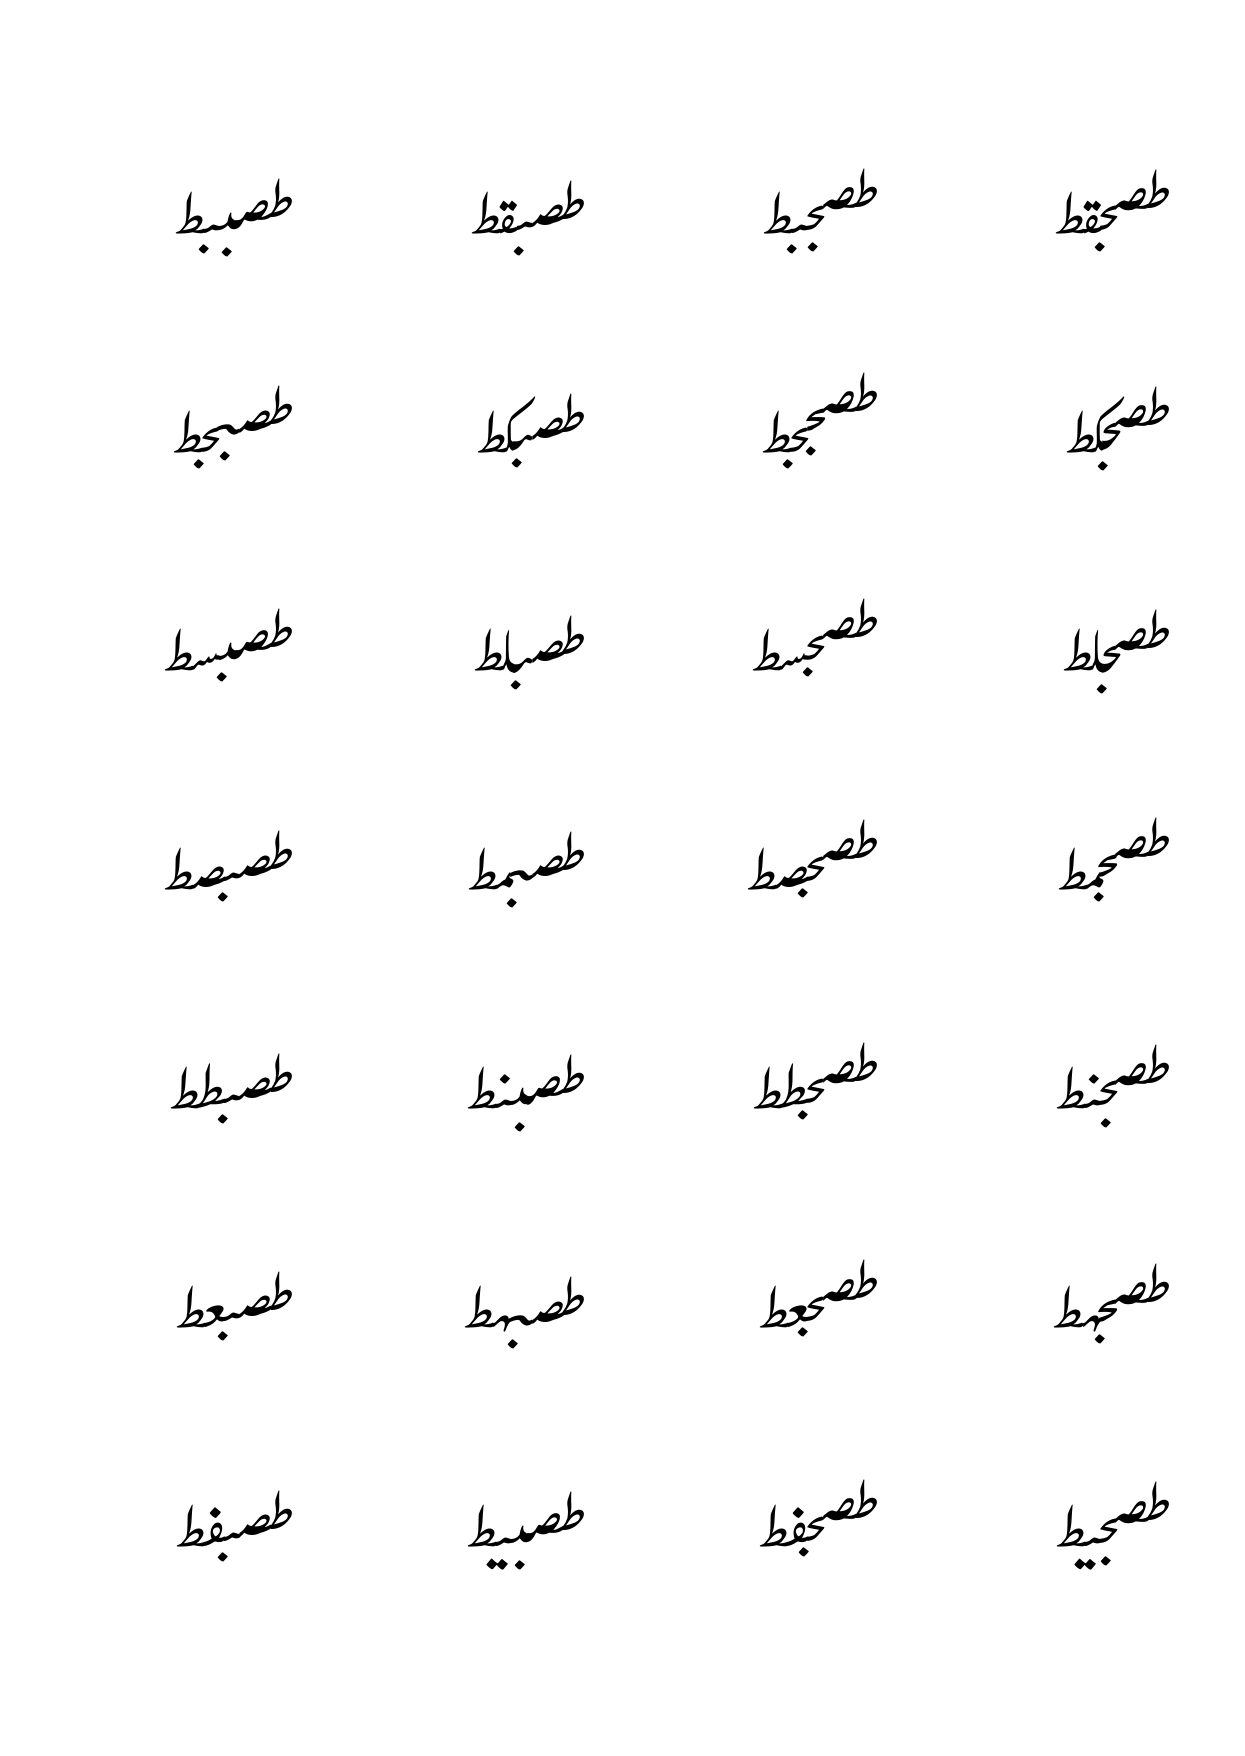 طصجقط طصجبط طصبقط طصببط
طصجكط طصججط طصبكط طصبجط
طصجلط طصجسط طصبلط طصبسط
طصجمط طصجصط طصبمط طصبصط
طصجنط طصجطط طصبنط طصبطط
طصجهط طصجعط طصبهط طصبعط
طصجيط طصجفط طصبيط طصبفط